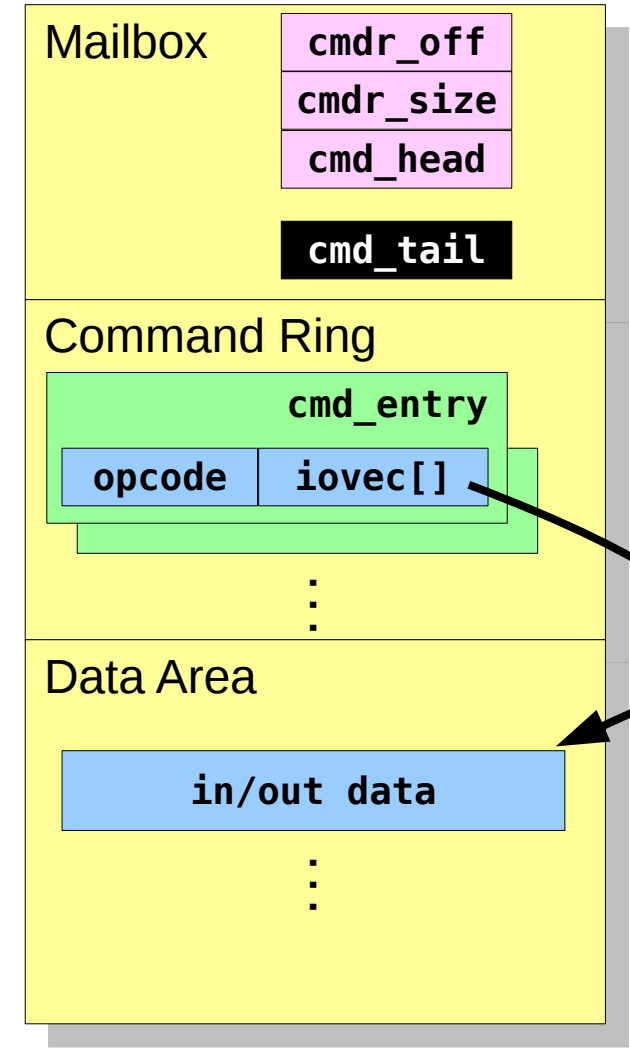 Mailbox
cmdr_off
cmdr_size
cmd_head
cmd_tail
Command Ring
cmd_entry
opcode iovec[]
Data Area
in/out data